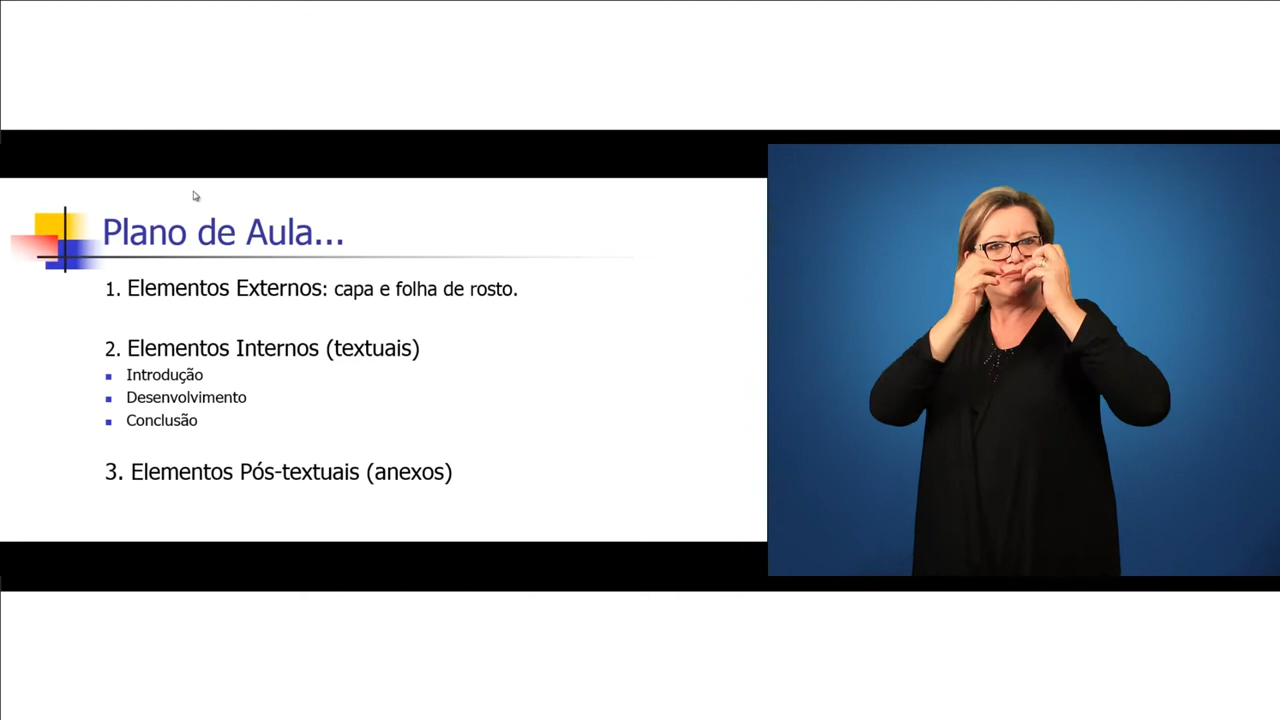 Plano de Aula...
1. Elementos Externos: capa e folha de rosto.
2. Elementos Internos (textuais)
Introdução
Desenvolvimento
Conclusão
3. Elementos Pós-textuais (anexos)